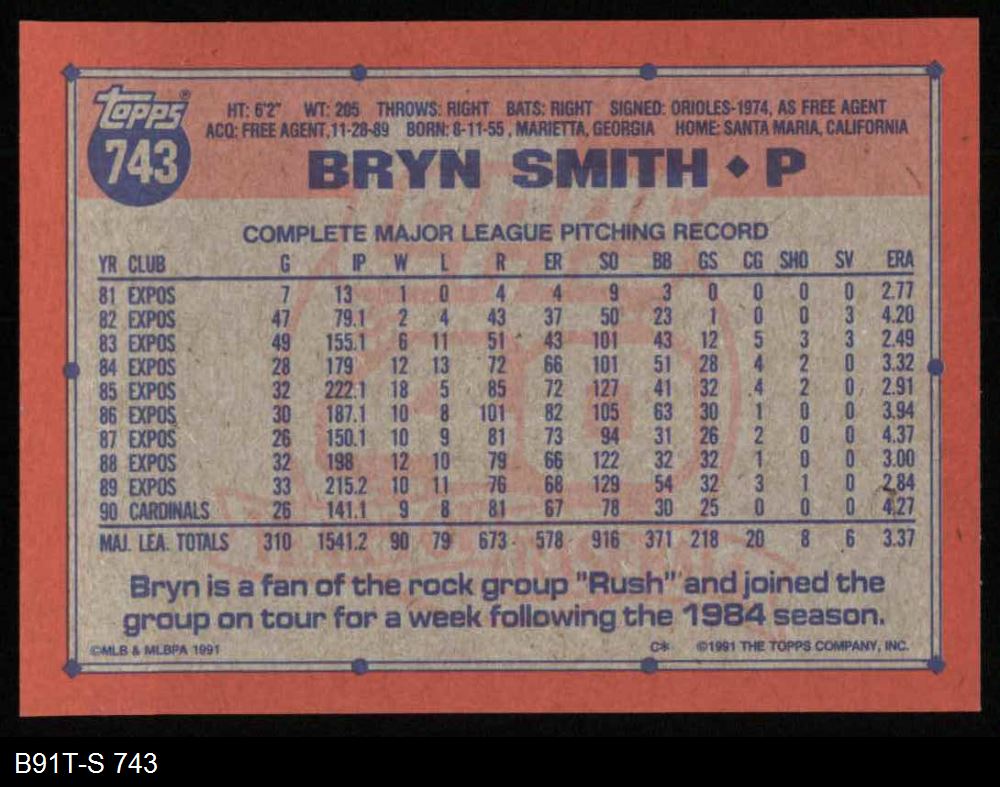 Topps®
743
HT: 6'2" WT: 205 THROWS: RIGHT BATS: RIGHT SIGNED: ORIOLES-1974, AS FREE AGENT
ACQ: FREE AGENT,11-28-89 BORN: 8-11-55, MARIETTA, GEORGIA HOME: SANTA MARIA, CALIFORNIA
BRYN SMITH ◆ P
COMPLETE MAJOR LEAGUE PITCHING RECORD
YR CLUB G IP W L R ER SO BB GS CG SHO SV ERA
81 EXPOS 7 13 1 0 4 4 9 3 0 0 0 0 2.77
82 EXPOS 47 79.1 2 4 43 37 50 23 1 0 0 3 4.20
83 EXPOS 49 155.1 6 11 51 43 101 43 12 5 3 3 2.49
84 EXPOS 28 179 12 13 72 66 101 51 28 4 2 0 3.32
85 EXPOS 32 222.1 18 5 85 72 127 41 32 4 2 0 2.91
86 EXPOS 30 187.1 10 8 101 82 105 63 30 1 0 0 3.94
87 EXPOS 26 150.1 10 9 81 73 94 31 26 2 0 0 4.37
88 EXPOS 32 198 12 10 79 66 122 32 32 1 0 0 3.00
89 EXPOS 33 215.2 10 11 76 68 129 54 32 3 1 0 2.84
90 CARDINALS 26 141.1 9 8 81 67 78 30 25 0 0 0 4.27
MAJ. LEA. TOTALS 310 1541.2 90 79 673 578 916 371 218 20 8 6 3.37
Bryn is a fan of the rock group "Rush" and joined the
group on tour for a week following the 1984 season.
©MLB & MLBPA 1991 C* ©1991 THE TOPPS COMPANY, INC.
B91T-S 743